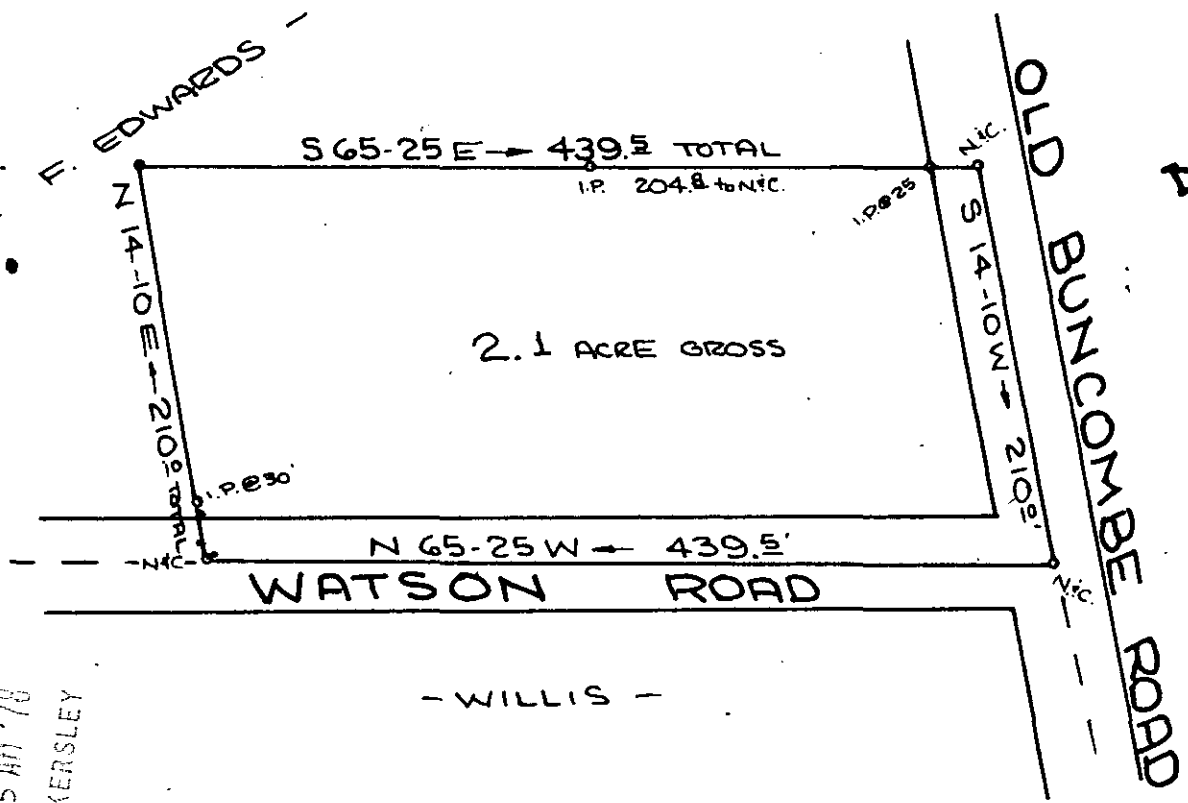 F. EDWARDS -
S 65-25 E → 439.5 TOTAL
I.P. 204.8 to N&C.
I.P.@25
N&C.
OLD BUNCOMBE ROAD
N 14-10 E ← 210.0 TOTAL
S 14-10 W → 210.0'
2.1 ACRE GROSS
I.P.@30'
N 65-25 W ← 439.5'
-N&C-
WATSON ROAD
N&C.
- WILLIS -